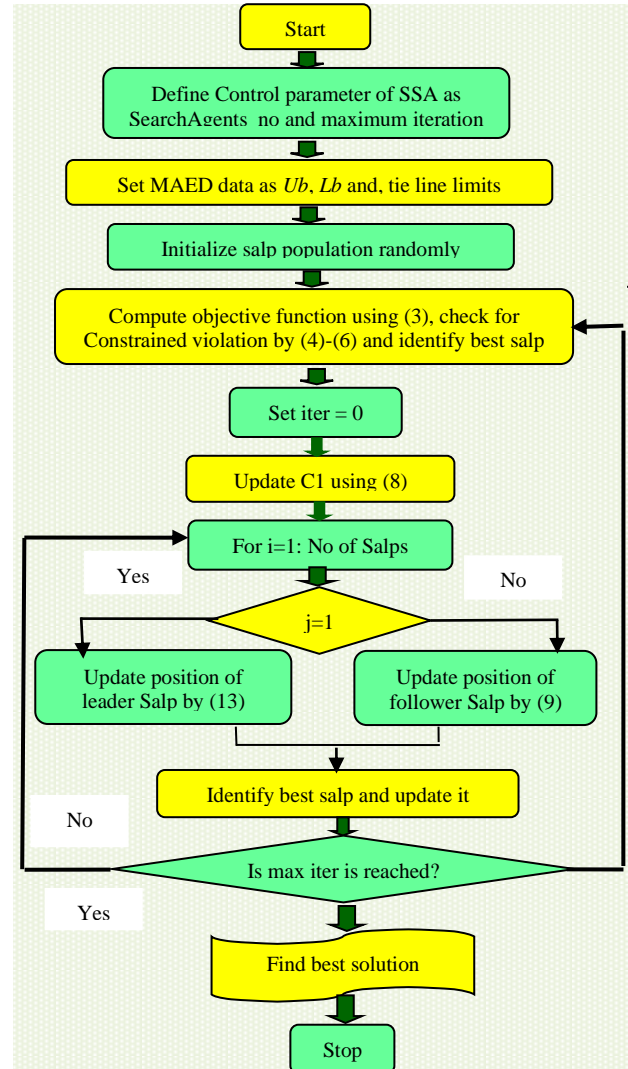 Start
Define Control parameter of SSA as
SearchAgents_no and maximum iteration
Set MAED data as Ub, Lb and, tie line limits
Initialize salp population randomly
Compute objective function using (3), check for
Constrained violation by (4)-(6) and identify best salp
Set iter = 0
Update C1 using (8)
For i=1: No of Salps
Yes
No
j=1
Update position of
leader Salp by (13)
Update position of
follower Salp by (9)
Identify best salp and update it
No
Is max iter is reached?
Yes
Find best solution
Stop